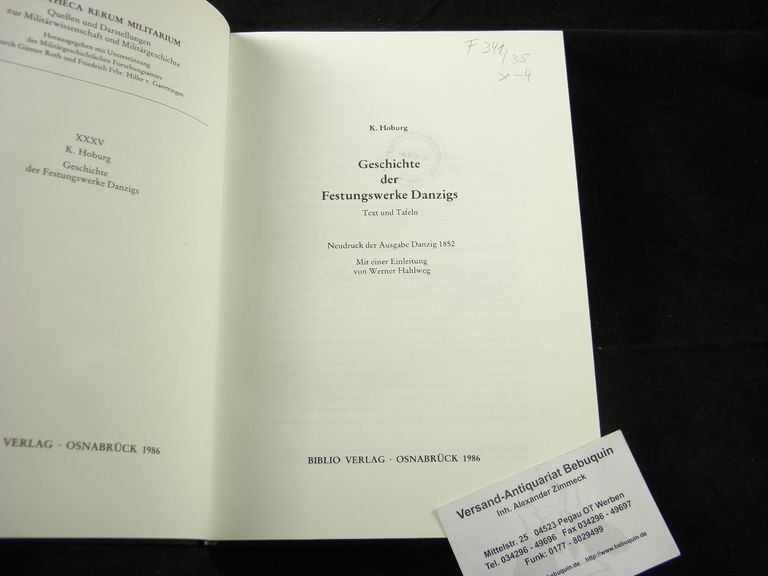 THECA RERUM MILITARIUM
Quellen und Darstellungen
zur Militärwissenschaft und Militärgeschichte
Herausgegeben mit Unterstützung
des Militärgeschichtlichen Forschungsamtes
durch Günter Roth und Friedrich Frhr. Hiller v. Gaertringen
XXXV
K. Hoburg
Geschichte
der Festungswerke Danzigs
VERLAG · OSNABRÜCK 1986
F 341/35
x-4
K. Hoburg
Geschichte
der
Festungswerke Danzigs
Text und Tafeln
Neudruck der Ausgabe Danzig 1852
Mit einer Einleitung
von Werner Hahlweg
BIBLIO VERLAG · OSNABRÜCK 1986
Versand-Antiquariat Bebuquin
Inh. Alexander Zimmeck
Mittelstr. 25 04523 Pegau OT Werben
Tel. 034296 - 49696 Fax 034296 - 49697
Funk: 0177 - 8029499
bebuquin.de http://www.bebuquin.de